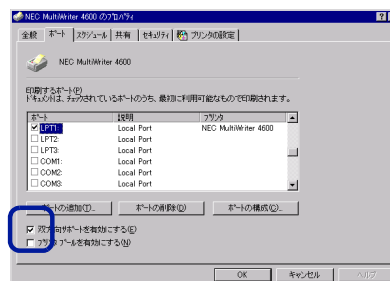 NEC MultiWriter 4600 のﾌﾟﾛﾊﾟﾃｨ
全般 ポート スケジュール 共有 セキュリティ プリンタの設定
NEC MultiWriter 4600
印刷するポート(P)
ドキュメントは、チェックされているポートのうち、最初に利用可能なもので印刷されます。
ポート 説明 プリンタ
LPT1: Local Port NEC MultiWriter 4600
LPT2: Local Port
LPT3: Local Port
COM1: Local Port
COM2: Local Port
COM3: Local Port
ポートの追加(T)... ポートの削除(D) ポートの構成(C)...
双方向サポートを有効にする(E)
プリンタ プールを有効にする(N)
OK キャンセル ヘルプ